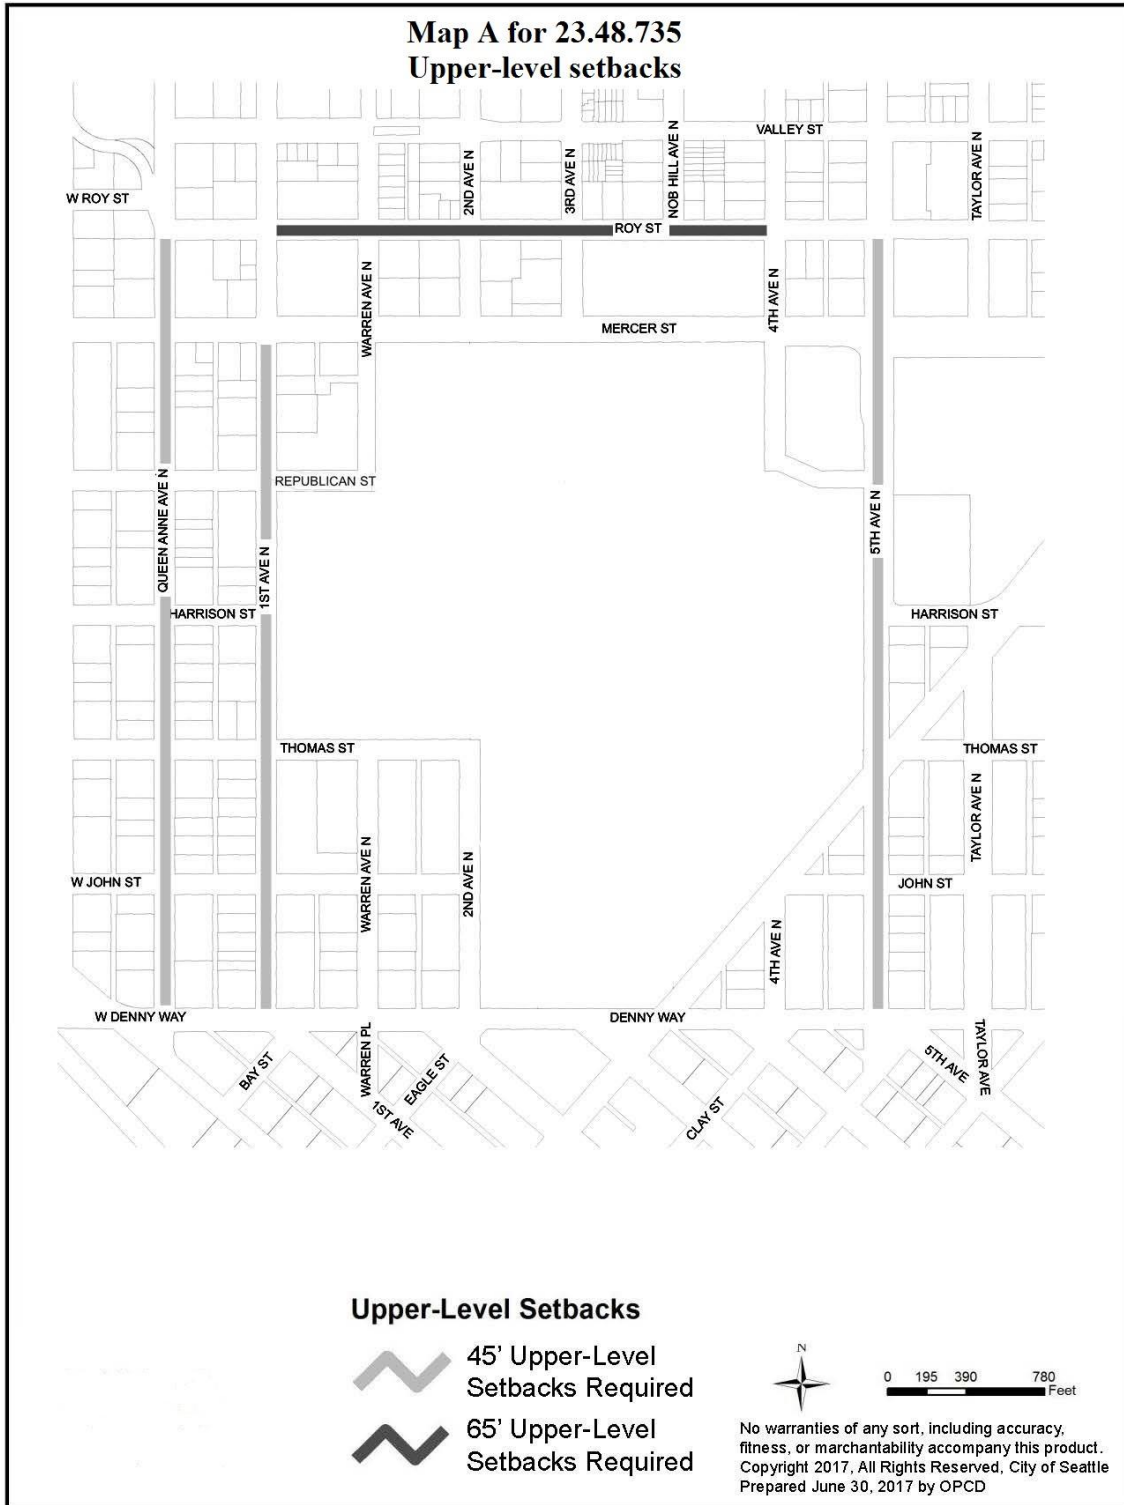 Map A for 23.48.735
Upper-level setbacks
VALLEY ST
W ROY ST
2ND AVE N
3RD AVE N
NOB HILL AVE N
TAYLOR AVE N
ROY ST
WARREN AVE N
4TH AVE N
MERCER ST
QUEEN ANNE AVE N
REPUBLICAN ST
1ST AVE N
5TH AVE N
HARRISON ST
HARRISON ST
THOMAS ST
THOMAS ST
TAYLOR AVE N
W JOHN ST
WARREN AVE N
2ND AVE N
JOHN ST
4TH AVE N
W DENNY WAY
DENNY WAY
BAY ST
WARREN PL
EAGLE ST
1ST AVE
CLAY ST
5TH AVE
TAYLOR AVE
Upper-Level Setbacks
45’ Upper-Level
Setbacks Required
65’ Upper-Level
Setbacks Required
N
0 195 390 780
Feet
No warranties of any sort, including accuracy,
fitness, or marchantability accompany this product.
Copyright 2017, All Rights Reserved, City of Seattle
Prepared June 30, 2017 by OPCD